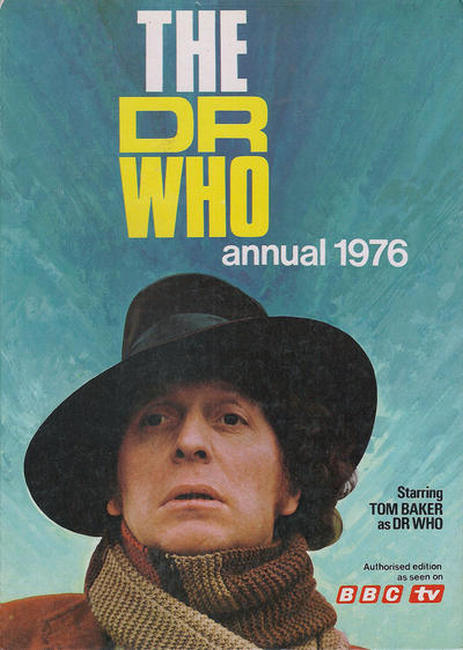 THE
DR
WHO
annual 1976
Starring
TOM BAKER
as DR WHO
Authorised edition
as seen on
BBC tv